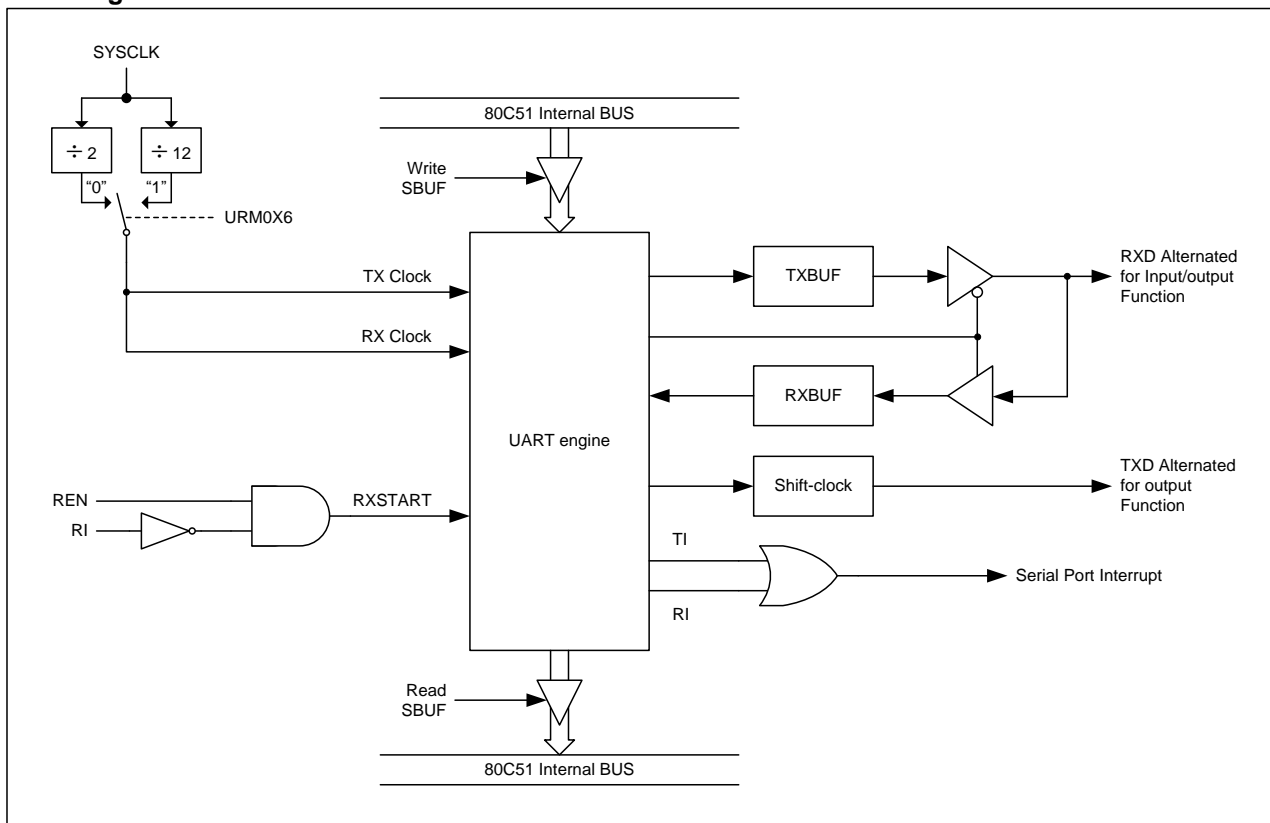 SYSCLK
÷ 2
÷ 12
“0”
“1”
URM0X6
80C51 Internal BUS
Write
SBUF
TX Clock
RX Clock
TXBUF
RXD Alternated
for Input/output
Function
RXBUF
UART engine
REN
RI
RXSTART
Shift-clock
TXD Alternated
for output
Function
TI
RI
Serial Port Interrupt
Read
SBUF
80C51 Internal BUS